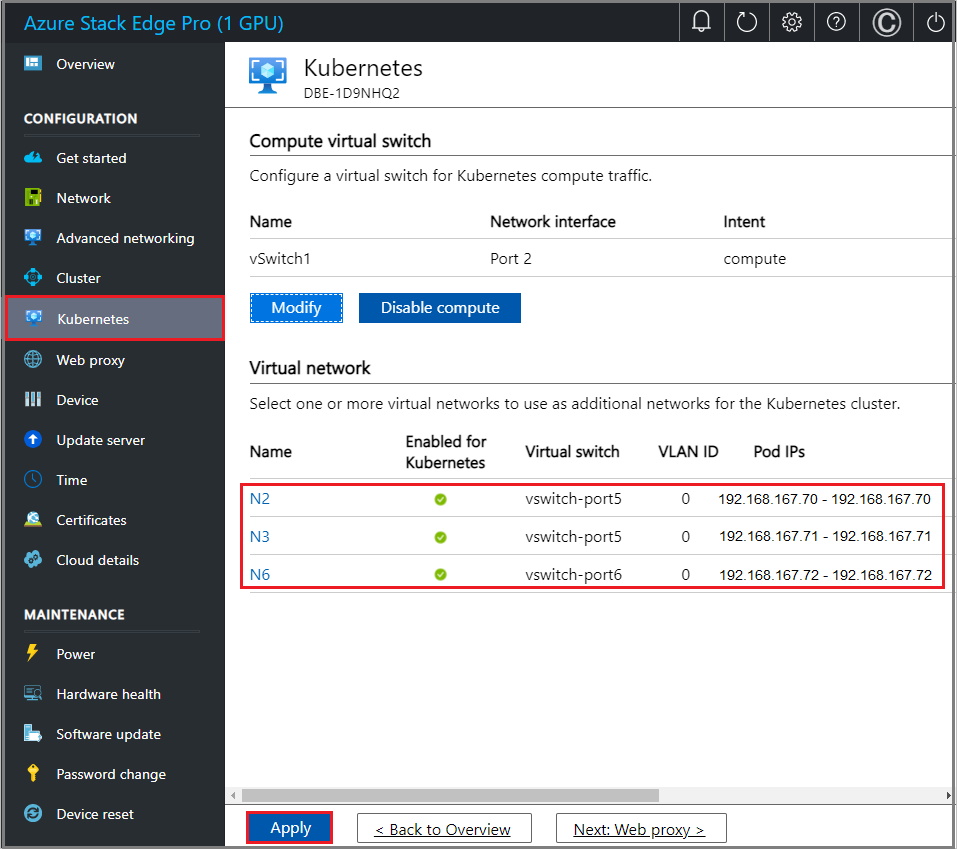 Azure Stack Edge Pro (1 GPU)
Overview
CONFIGURATION
Get started
Network
Advanced networking
Cluster
Kubernetes
Web proxy
Device
Update server
Time
Certificates
Cloud details
MAINTENANCE
Power
Hardware health
Software update
Password change
Device reset
Kubernetes
DBE-1D9NHQ2
Compute virtual switch
Configure a virtual switch for Kubernetes compute traffic.
Name Network interface Intent
vSwitch1 Port 2 compute
Modify Disable compute
Virtual network
Select one or more virtual networks to use as additional networks for the Kubernetes cluster.
Name Enabled for Kubernetes Virtual switch VLAN ID Pod IPs
N2 vswitch-port5 0 192.168.167.70 - 192.168.167.70
N3 vswitch-port5 0 192.168.167.71 - 192.168.167.71
N6 vswitch-port6 0 192.168.167.72 - 192.168.167.72
Apply < Back to Overview Next: Web proxy >